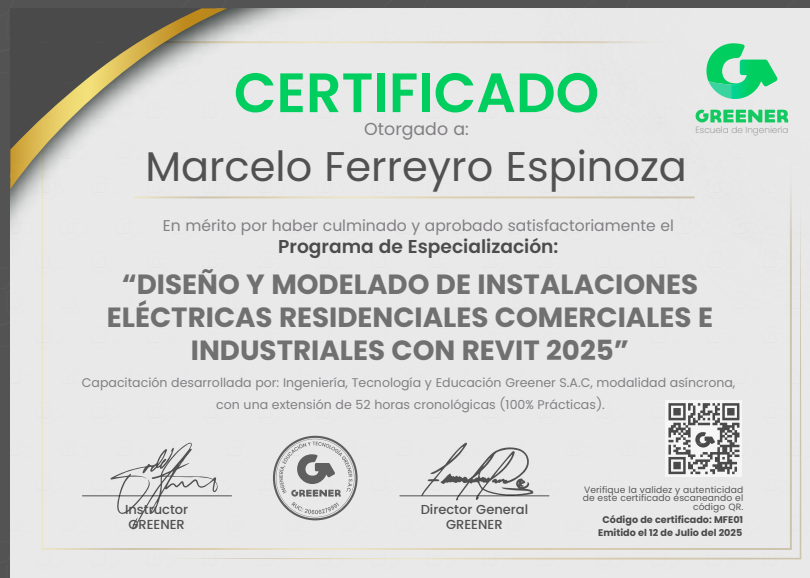 CERTIFICADO
GREENER
Escuela de Ingeniería
Otorgado a:
Marcelo Ferreyro Espinoza
En mérito por haber culminado y aprobado satisfactoriamente el
Programa de Especialización:
“DISEÑO Y MODELADO DE INSTALACIONES
ELÉCTRICAS RESIDENCIALES COMERCIALES E
INDUSTRIALES CON REVIT 2025”
Capacitación desarrollada por: Ingeniería, Tecnología y Educación Greener S.A.C, modalidad asíncrona,
con una extensión de 52 horas cronológicas (100% Prácticas).
Instructor
GREENER
INGENIERÍA, EDUCACIÓN Y TECNOLOGÍA GREENER S.A.C.
GREENER
Director General
GREENER
Verifique la validez y autenticidad
de este certificado escaneando el
código QR.
Código de certificado: MFE01
Emitido el 12 de Julio del 2025